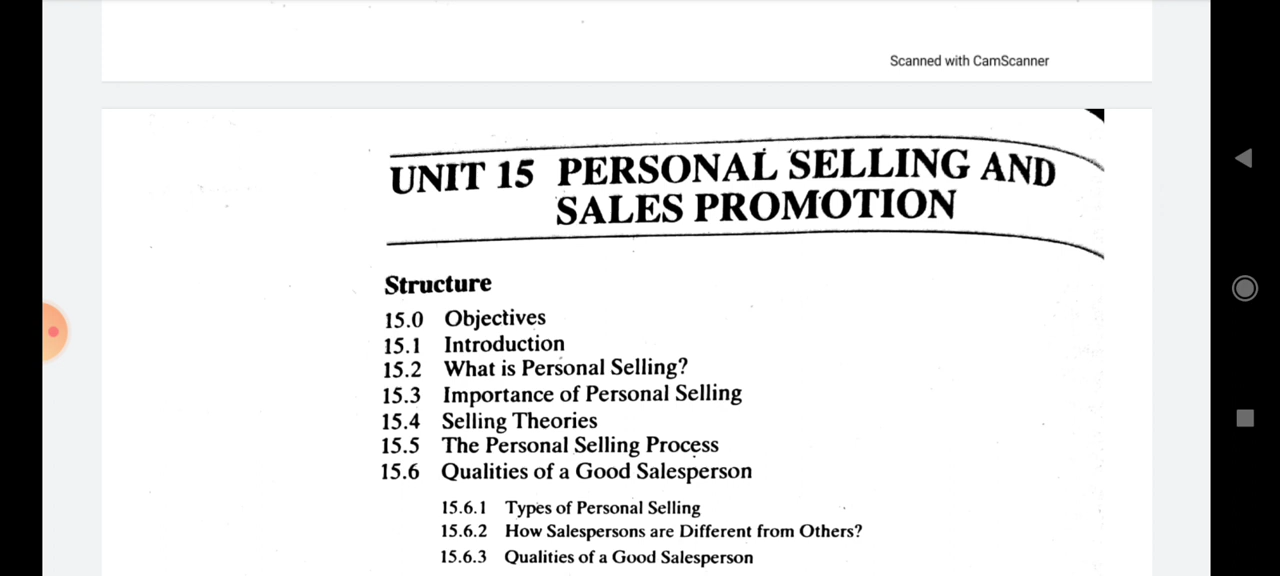 Scanned with CamScanner
UNIT 15 PERSONAL SELLING AND
SALES PROMOTION
Structure
15.0 Objectives
15.1 Introduction
15.2 What is Personal Selling?
15.3 Importance of Personal Selling
15.4 Selling Theories
15.5 The Personal Selling Process
15.6 Qualities of a Good Salesperson
15.6.1 Types of Personal Selling
15.6.2 How Salespersons are Different from Others?
15.6.3 Qualities of a Good Salesperson